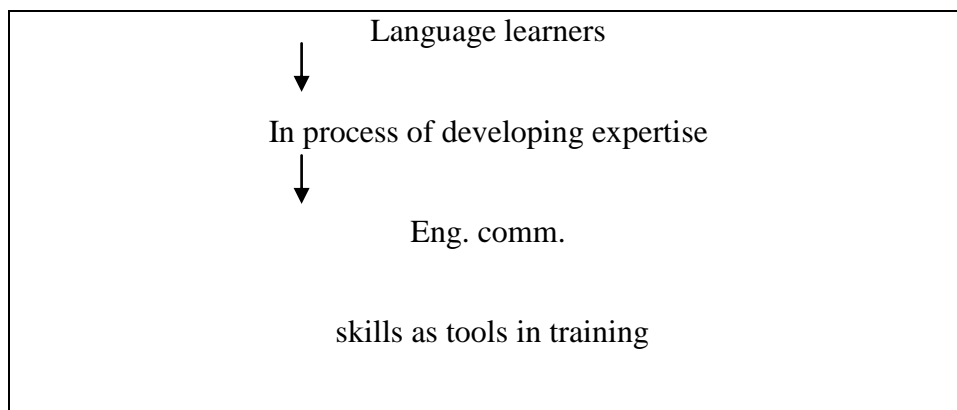 Language learners
In process of developing expertise
Eng. comm.
skills as tools in training